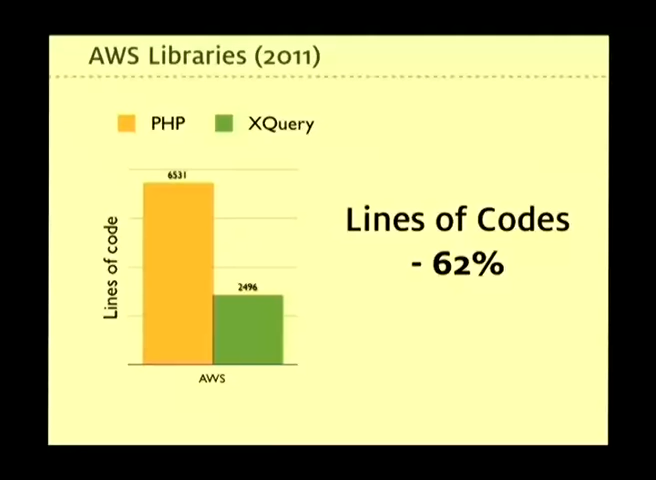 AWS Libraries (2011)
PHP XQuery
6531
2496
Lines of code
AWS
Lines of Codes
- 62%